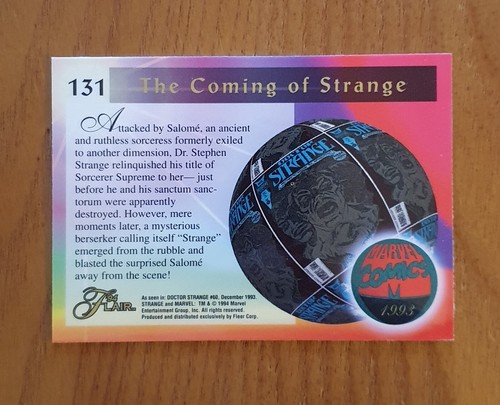 131 The Coming of Strange
Attacked by Salomé, an ancient
and ruthless sorceress formerly exiled
to another dimension, Dr. Stephen
Strange relinquished his title of
Sorcerer Supreme to her— just
before he and his sanctum sanc-
torum were apparently
destroyed. However, mere
moments later, a mysterious
berserker calling itself “Strange”
emerged from the rubble and
blasted the surprised Salomé
away from the scene!
STRANGE
MARVEL
COMICS
1993
'94
FLAIR
As seen in: DOCTOR STRANGE #60, December 1993.
STRANGE and MARVEL: TM & © 1994 Marvel
Entertainment Group, Inc. All rights reserved.
Produced and distributed exclusively by Fleer Corp.